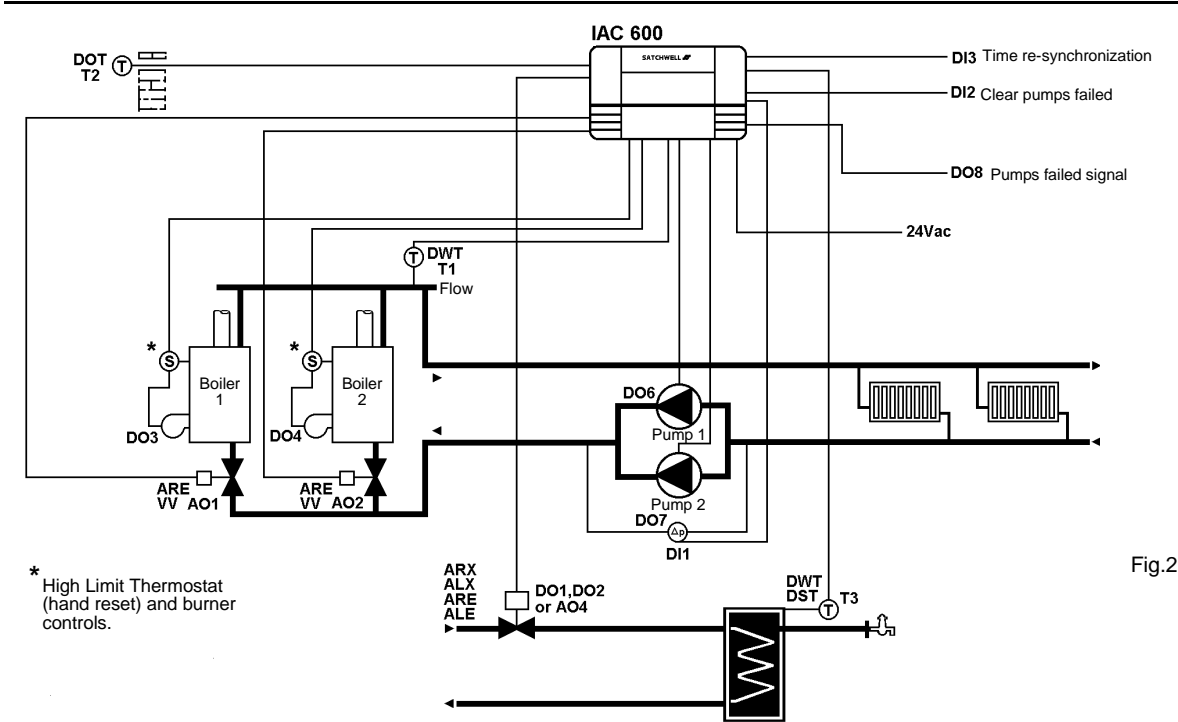 IAC 600
SATCHWELL
DOT
T2
T
DI3 Time re-synchronization
DI2 Clear pumps failed
DO8 Pumps failed signal
24Vac
T
DWT
T1
Flow
*
S
Boiler
1
DO3
*
S
Boiler
2
DO4
DO6
Pump 1
Pump 2
DO7
Δp
DI1
ARE
VV AO1
ARE
VV AO2
*
High Limit Thermostat
(hand reset) and burner
controls.
ARX
ALX
ARE
ALE
DO1,DO2
or AO4
DWT
DST
T
T3
Fig.2